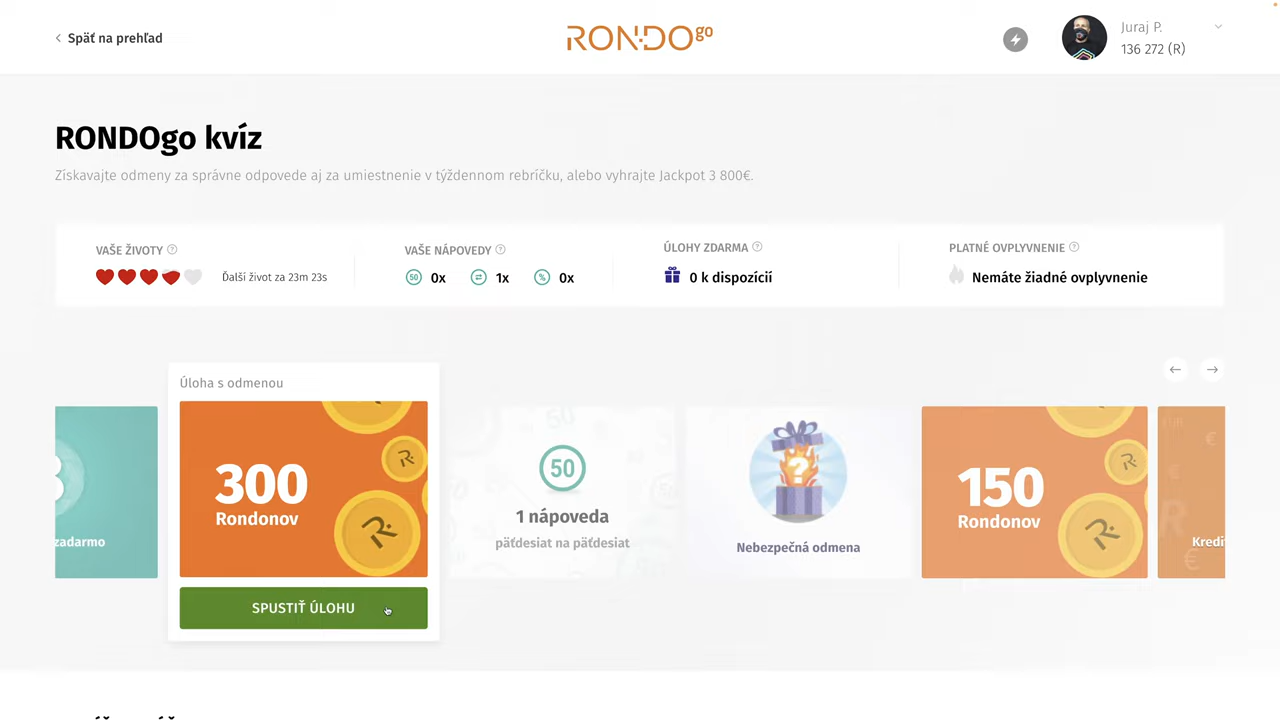 Späť na prehľad
RONDOgo
Juraj P.
136 272 (R)
RONDOgo kvíz
Získavajte odmeny za správne odpovede aj za umiestnenie v týždennom rebríčku, alebo vyhrajte Jackpot 3 800€.
VAŠE ŽIVOTY
Ďalší život za 23m 23s
VAŠE NÁPOVEDY
50 0x 1x % 0x
ÚLOHY ZDARMA
0 k dispozícií
PLATNÉ OVPLYVNENIE
Nemáte žiadné ovplyvnenie
zadarmo
Úloha s odmenou
300
Rondonov
SPUSTIŤ ÚLOHU
50
1 nápoveda
päťdesiat na päťdesiat
Nebezpečná odmena
150
Rondonov
Kredi